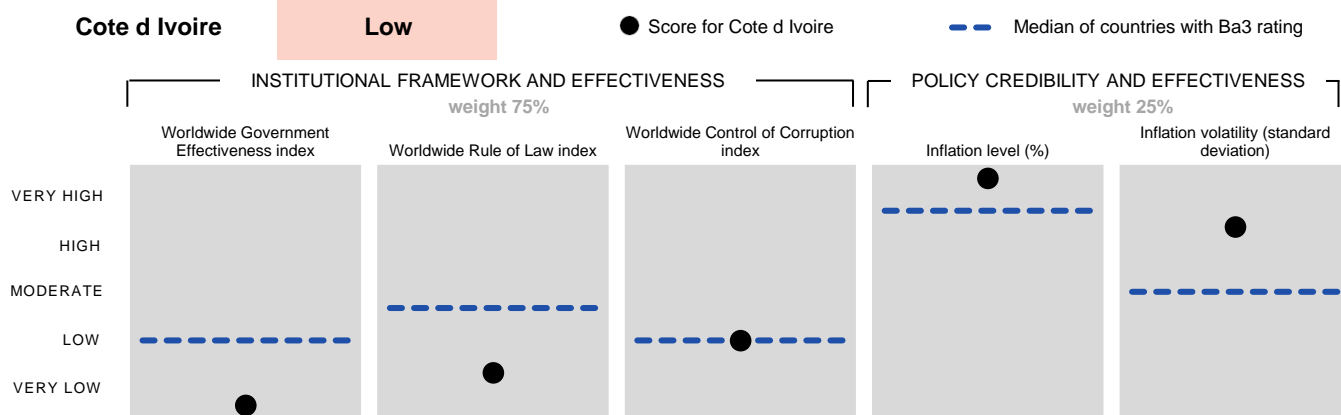 Cote d Ivoire
Low
Score for Cote d Ivoire
Median of countries with Ba3 rating
INSTITUTIONAL FRAMEWORK AND EFFECTIVENESS
weight 75%
POLICY CREDIBILITY AND EFFECTIVENESS
weight 25%
Worldwide Government
Effectiveness index
Worldwide Rule of Law index
Worldwide Control of Corruption
index
Inflation level (%)
Inflation volatility (standard
deviation)
VERY HIGH
HIGH
MODERATE
LOW
VERY LOW